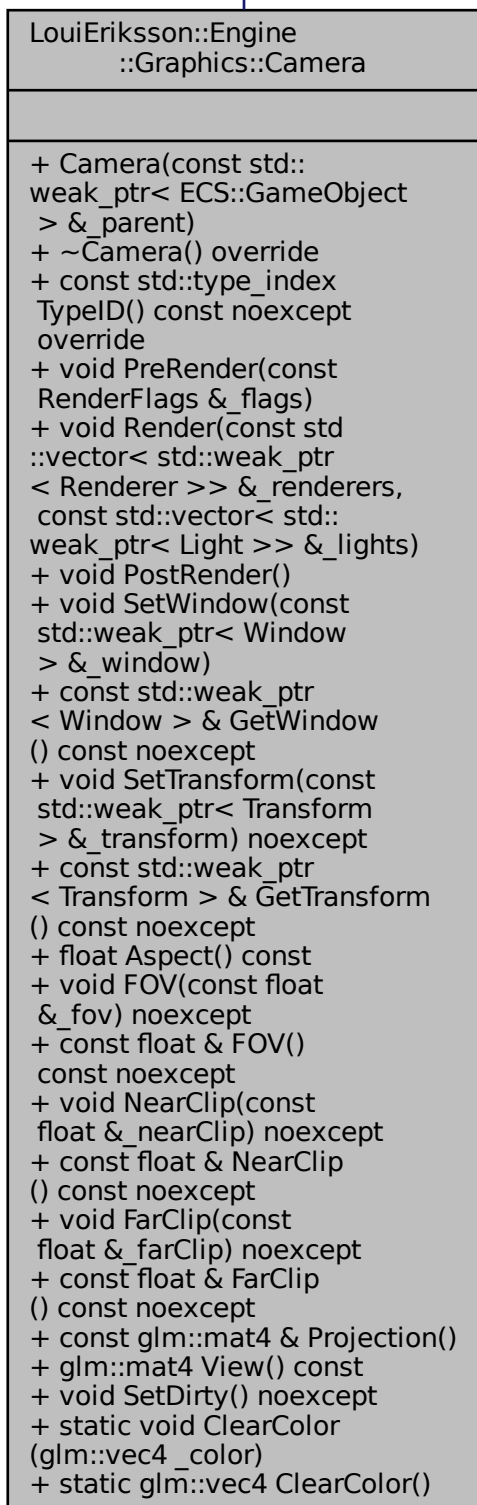 LouiEriksson::Engine
::Graphics::Camera
+ Camera(const std::
weak_ptr< ECS::GameObject
> &_parent)
+ ~Camera() override
+ const std::type_index
TypeID() const noexcept
override
+ void PreRender(const
RenderFlags &_flags)
+ void Render(const std
::vector< std::weak_ptr
< Renderer >> &_renderers,
const std::vector< std::
weak_ptr< Light >> &_lights)
+ void PostRender()
+ void SetWindow(const
std::weak_ptr< Window
> &_window)
+ const std::weak_ptr
< Window > & GetWindow
() const noexcept
+ void SetTransform(const
std::weak_ptr< Transform
> &_transform) noexcept
+ const std::weak_ptr
< Transform > & GetTransform
() const noexcept
+ float Aspect() const
+ void FOV(const float
&_fov) noexcept
+ const float & FOV()
const noexcept
+ void NearClip(const
float &_nearClip) noexcept
+ const float & NearClip
() const noexcept
+ void FarClip(const
float &_farClip) noexcept
+ const float & FarClip
() const noexcept
+ const glm::mat4 & Projection()
+ glm::mat4 View() const
+ void SetDirty() noexcept
+ static void ClearColor
(glm::vec4 _color)
+ static glm::vec4 ClearColor()